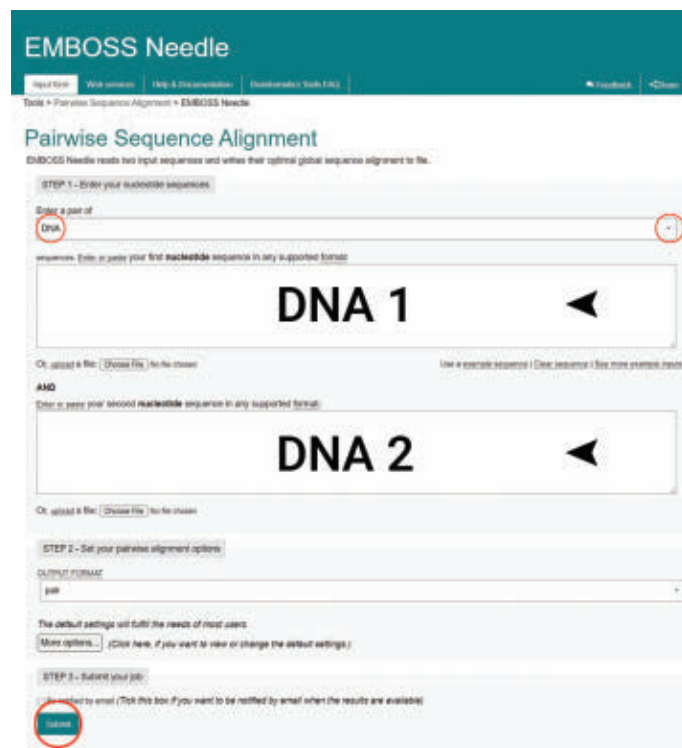 EMBOSS Needle
Input form Web services Help & Documentation Bioinformatics Tools FAQ Feedback Share
Tools > Pairwise Sequence Alignment > EMBOSS Needle
Pairwise Sequence Alignment
EMBOSS Needle reads two input sequences and writes their optimal global sequence alignment to file.
STEP 1 - Enter your nucleotide sequences
Enter a pair of
DNA
sequences. Enter or paste your first nucleotide sequence in any supported format:
DNA 1
Or, upload a file: Choose File No file chosen Use a example sequence | Clear sequence | See more example inputs
AND
Enter or paste your second nucleotide sequence in any supported format:
DNA 2
Or, upload a file: Choose File No file chosen
STEP 2 - Set your pairwise alignment options
OUTPUT FORMAT
pair
The default settings will fulfil the needs of most users.
More options... (Click here, if you want to view or change the default settings.)
STEP 3 - Submit your job
Be notified by email (Tick this box if you want to be notified by email when the results are available)
Submit